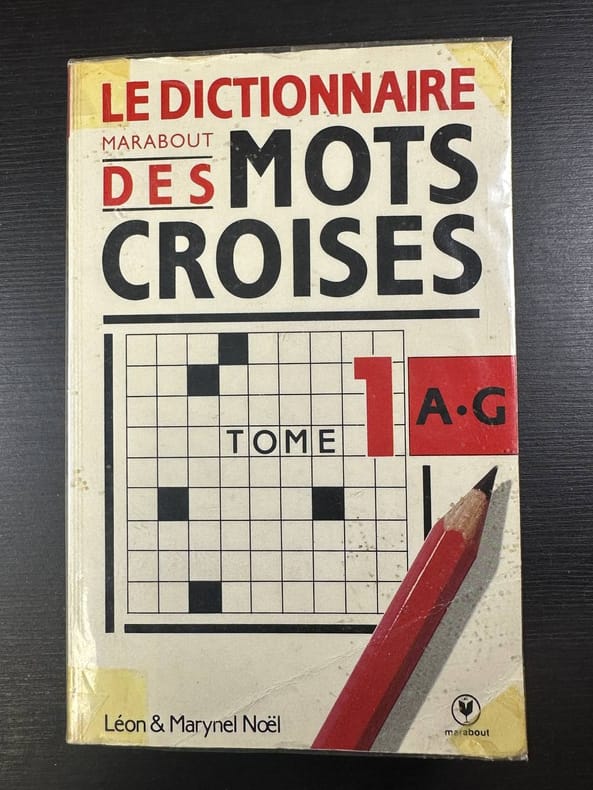 LE DICTIONNAIRE
MARABOUT
DES MOTS
CROISES
TOME 1 A•G
Léon & Marynel Noël
marabout